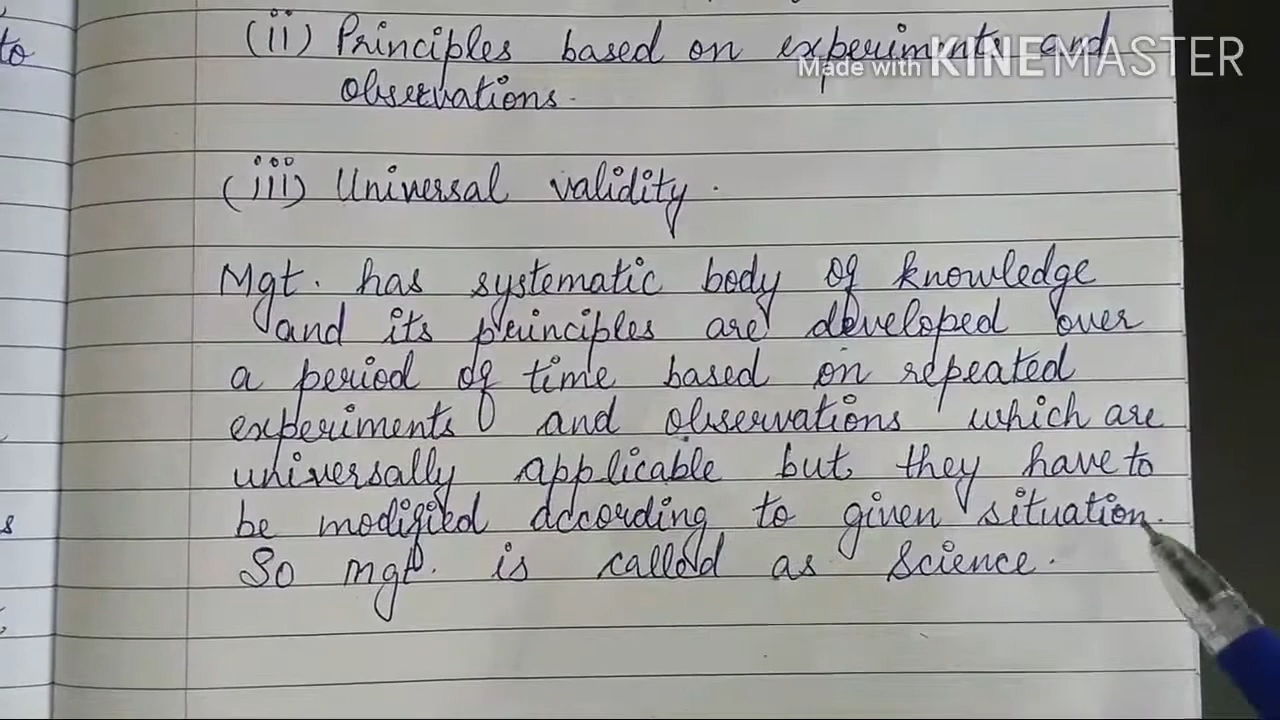 to
(ii) Principles based on experiments and
Made with KINEMASTER
observations.
(iii) Universal validity.
Mgt. has systematic body of knowledge
and its principles are developed over
a period of time based on repeated
experiments and observations which are
universally applicable but they have to
be modified according to given situation.
s
So mgt. is called as Science.